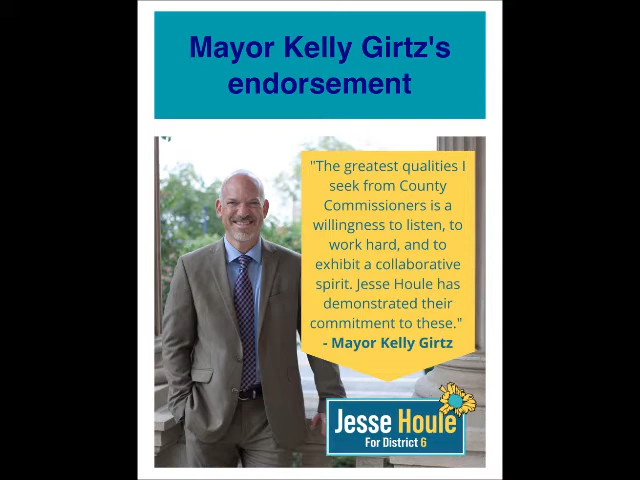 Mayor Kelly Girtz's
endorsement
"The greatest qualities I
seek from County
Commissioners is a
willingness to listen, to
work hard, and to
exhibit a collaborative
spirit. Jesse Houle has
demonstrated their
commitment to these."
- Mayor Kelly Girtz
Jesse Houle
For District 6